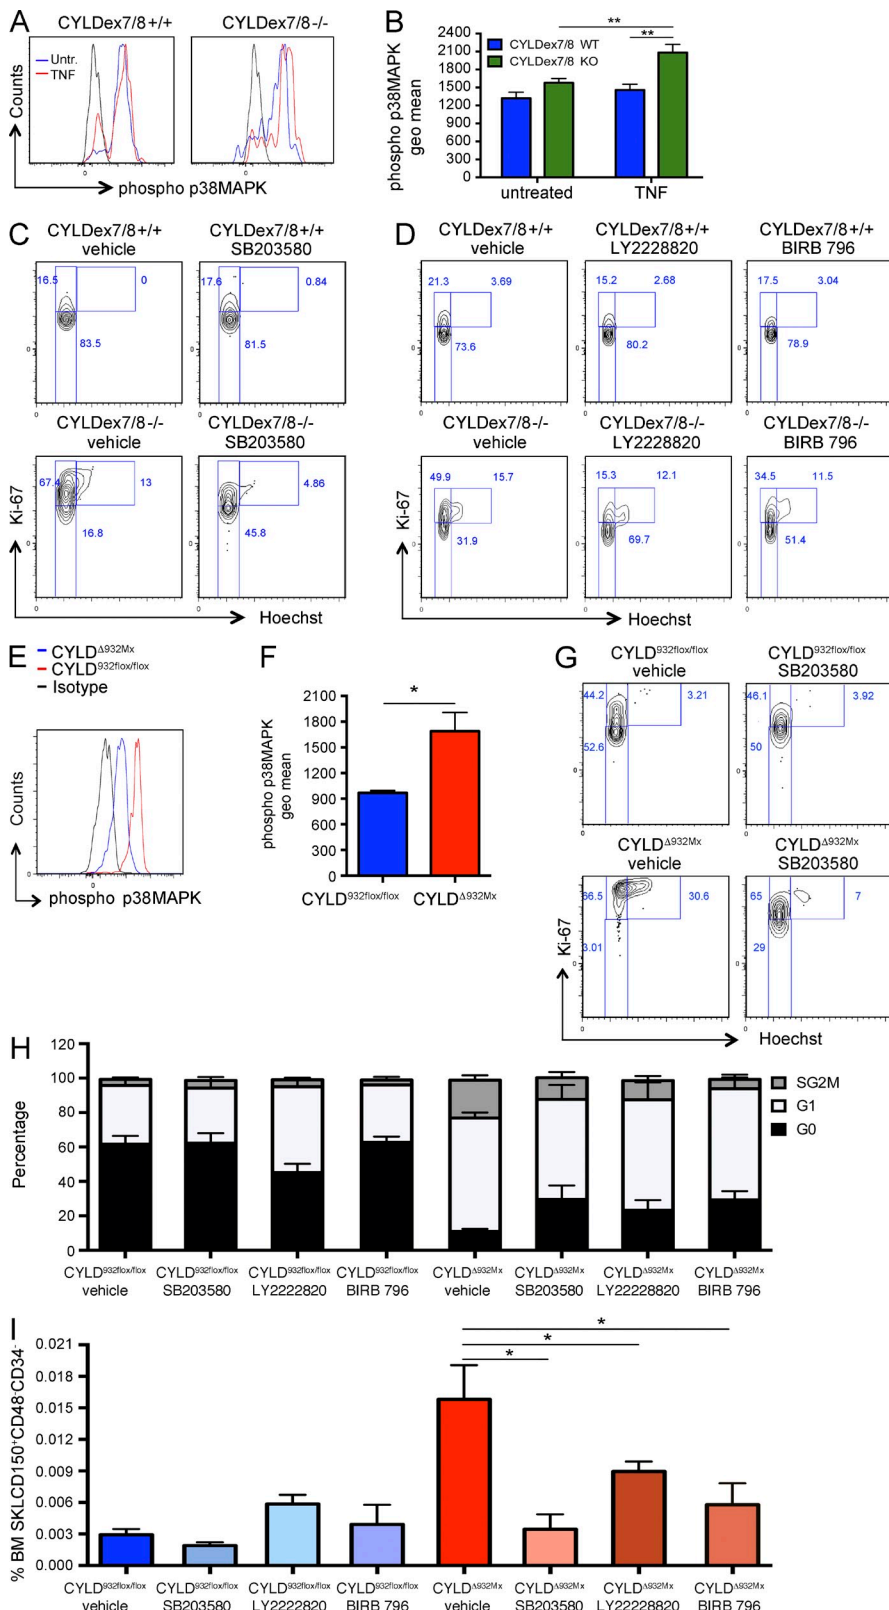 A
CYLDex7/8+/+
CYLDex7/8-/-
Untr.
TNF
Counts
0
0
phospho p38MAPK
B
**
**
CYLDex7/8 WT
CYLDex7/8 KO
2400
2100
1800
1500
1200
900
600
300
0
phospho p38MAPK
geo mean
untreated
TNF
C
CYLDex7/8+/+
vehicle
CYLDex7/8+/+
SB203580
16.5
0
83.5
17.6
0.84
81.5
CYLDex7/8-/-
vehicle
CYLDex7/8-/-
SB203580
67.4
13
16.8
4.86
45.8
Ki-67
Hoechst
D
CYLDex7/8+/+
vehicle
CYLDex7/8+/+
LY2228820
CYLDex7/8+/+
BIRB 796
21.3
3.69
73.6
15.2
2.68
80.2
17.5
3.04
78.9
CYLDex7/8-/-
vehicle
CYLDex7/8-/-
LY2228820
CYLDex7/8-/-
BIRB 796
49.9
15.7
31.9
15.3
12.1
69.7
34.5
11.5
51.4
Ki-67
Hoechst
E
CYLDΔ932Mx
CYLD932flox/flox
Isotype
Counts
0
phospho p38MAPK
F
*
2100
1800
1500
1200
900
600
300
0
phospho p38MAPK
geo mean
CYLD932flox/flox
CYLDΔ932Mx
G
CYLD932flox/flox
vehicle
CYLD932flox/flox
SB203580
44.2
3.21
52.6
46.1
3.92
50
CYLDΔ932Mx
vehicle
CYLDΔ932Mx
SB203580
66.5
30.6
3.01
65
7
29
Ki-67
Hoechst
H
120
100
80
60
40
20
0
Percentage
SG2M
G1
G0
CYLD932flox/flox
vehicle
CYLD932flox/flox
SB203580
CYLD932flox/flox
LY2222820
CYLD932flox/flox
BIRB 796
CYLDΔ932Mx
vehicle
CYLDΔ932Mx
SB203580
CYLDΔ932Mx
LY22228820
CYLDΔ932Mx
BIRB 796
I
*
*
*
0.021
0.018
0.015
0.012
0.009
0.006
0.003
0.000
% BM SKLCD150+CD48-CD34-
CYLD932flox/flox
vehicle
CYLD932flox/flox
SB203580
CYLD932flox/flox
LY2222820
CYLD932flox/flox
BIRB 796
CYLDΔ932Mx
vehicle
CYLDΔ932Mx
SB203580
CYLDΔ932Mx
LY22228820
CYLDΔ932Mx
BIRB 796